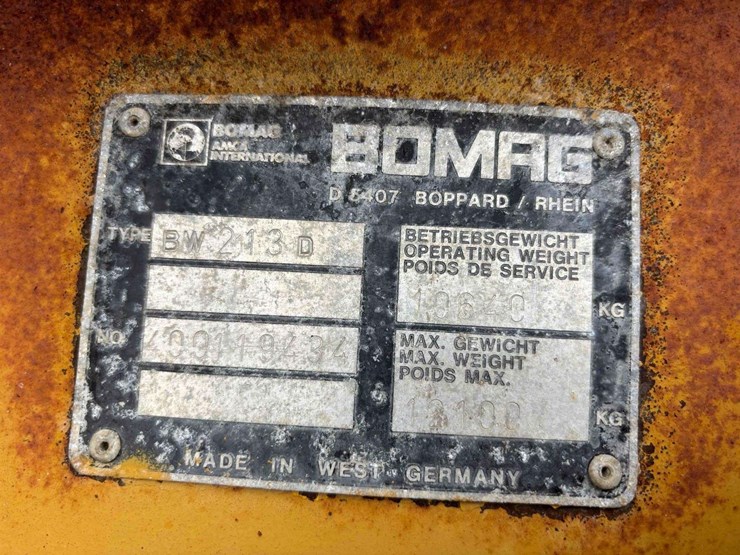 BOMAG
AMCA
INTERNATIONAL
BOMAG
D 5407 BOPPARD / RHEIN
TYPE BW 213 D
BETRIEBSGEWICHT
OPERATING WEIGHT
POIDS DE SERVICE
10640 KG
NO.
MAX. GEWICHT
MAX. WEIGHT
POIDS MAX.
KG
MADE IN WEST GERMANY